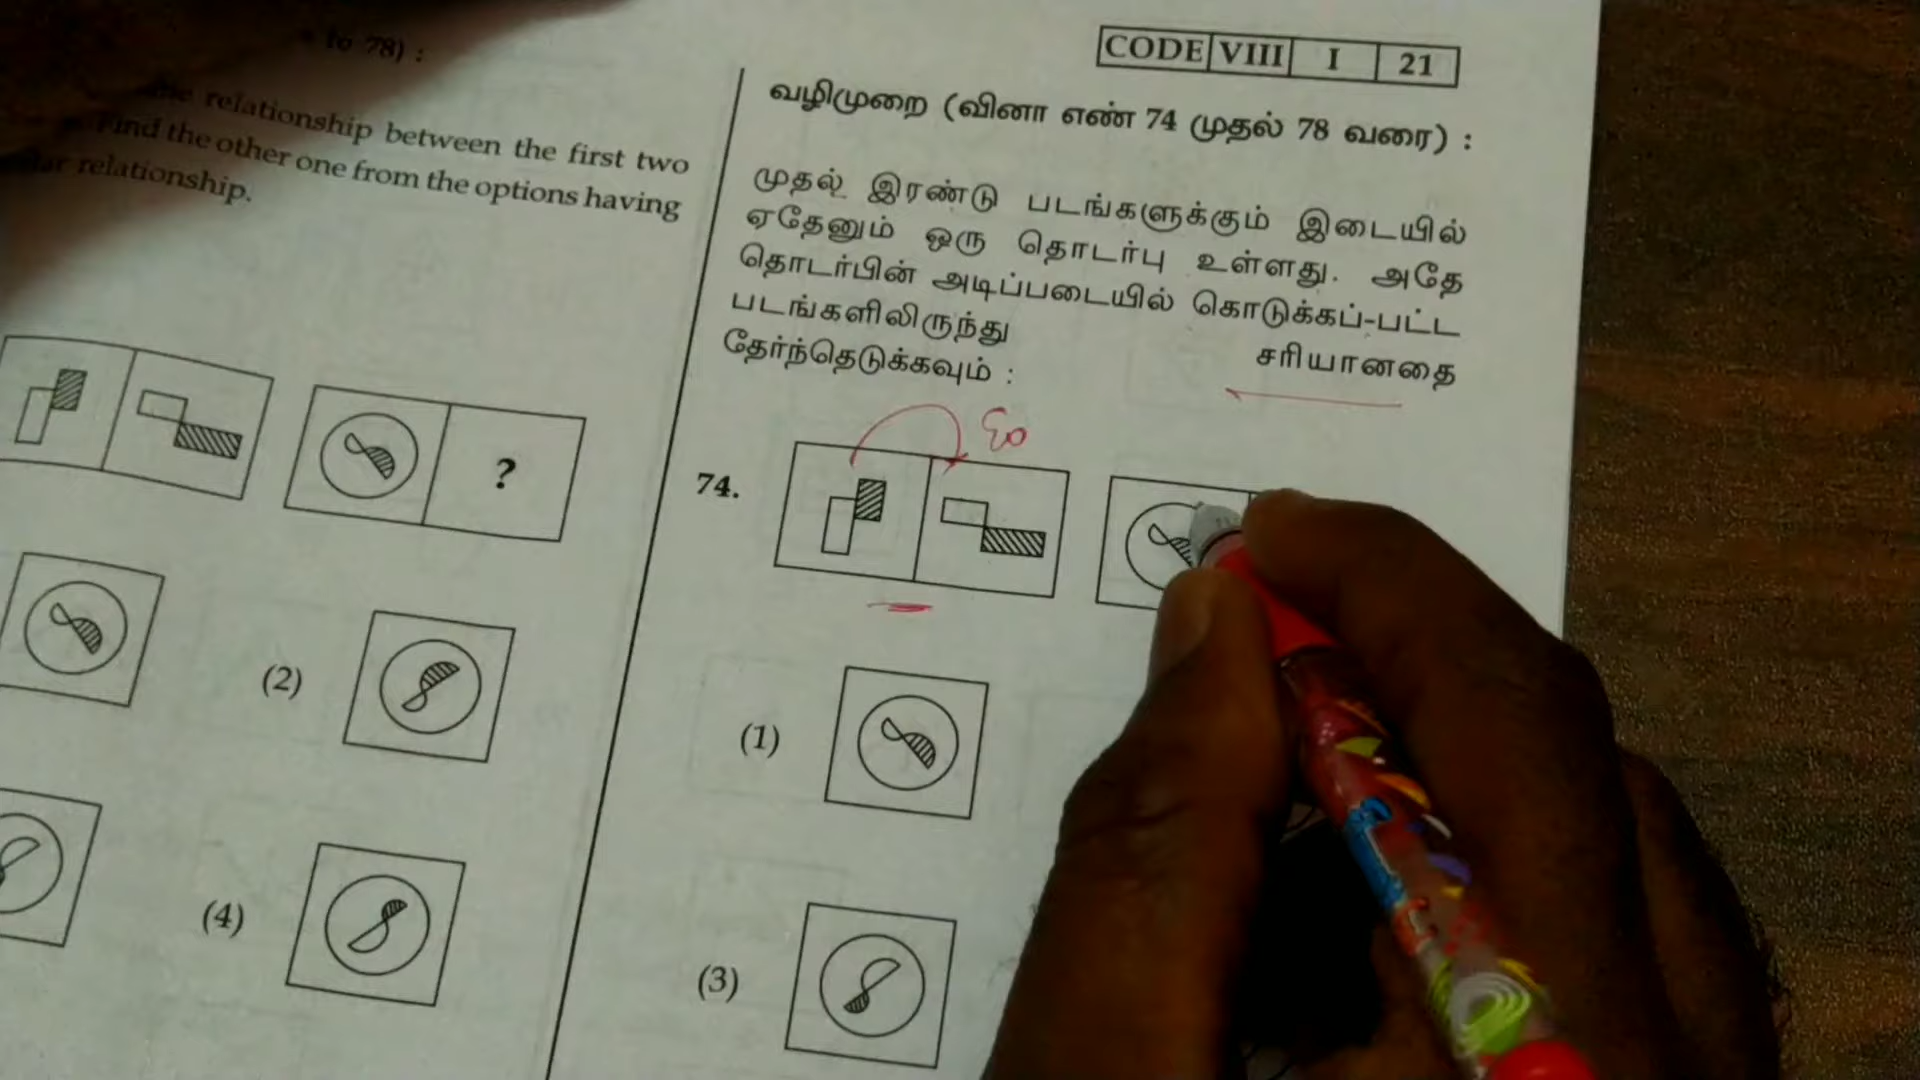 to 78) :
the relationship between the first two
Find the other one from the options having
relationship.
?
(2)
(4)
CODE VIII I 21
வழிமுறை (வினா எண் 74 முதல் 78 வரை) :
முதல் இரண்டு படங்களுக்கும் இடையில்
ஏதேனும் ஒரு தொடர்பு உள்ளது. அதே
தொடர்பின் அடிப்படையில் கொடுக்கப்-பட்ட
படங்களிலிருந்து சரியானதை
தேர்ந்தெடுக்கவும் :
74.
(1)
(3)